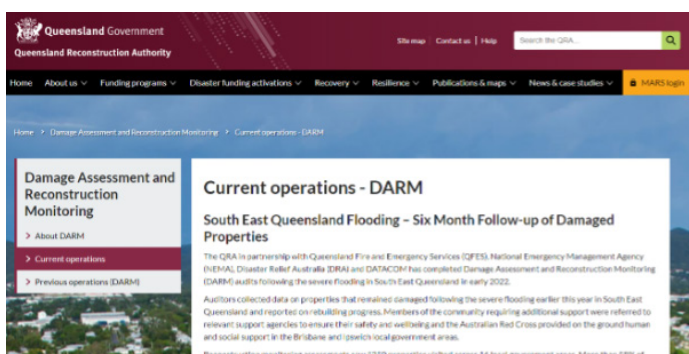 Queensland Government
Queensland Reconstruction Authority
Site map | Contact us | Help
Search the QRA...
Home About us Funding programs Disaster funding activations Recovery Resilience Publications & maps News & case studies MARS login
Home > Damage Assessment and Reconstruction Monitoring > Current operations - DARM
Damage Assessment and
Reconstruction
Monitoring
> About DARM
> Current operations
> Previous operations (DARM)
Current operations - DARM
South East Queensland Flooding – Six Month Follow-up of Damaged
Properties
The QRA in partnership with Queensland Fire and Emergency Services (QFES), National Emergency Management Agency
(NEMA), Disaster Relief Australia (DRA) and DATACOM has completed Damage Assessment and Reconstruction Monitoring
(DARM) audits following the severe flooding in South East Queensland in early 2022.
Auditors collected data on properties that remained damaged following the severe flooding earlier this year in South East
Queensland and reported on rebuilding progress. Members of the community requiring additional support were referred to
relevant support agencies to ensure their safety and wellbeing and the Australian Red Cross provided on the ground human
and social support in the Brisbane and Ipswich local government areas.